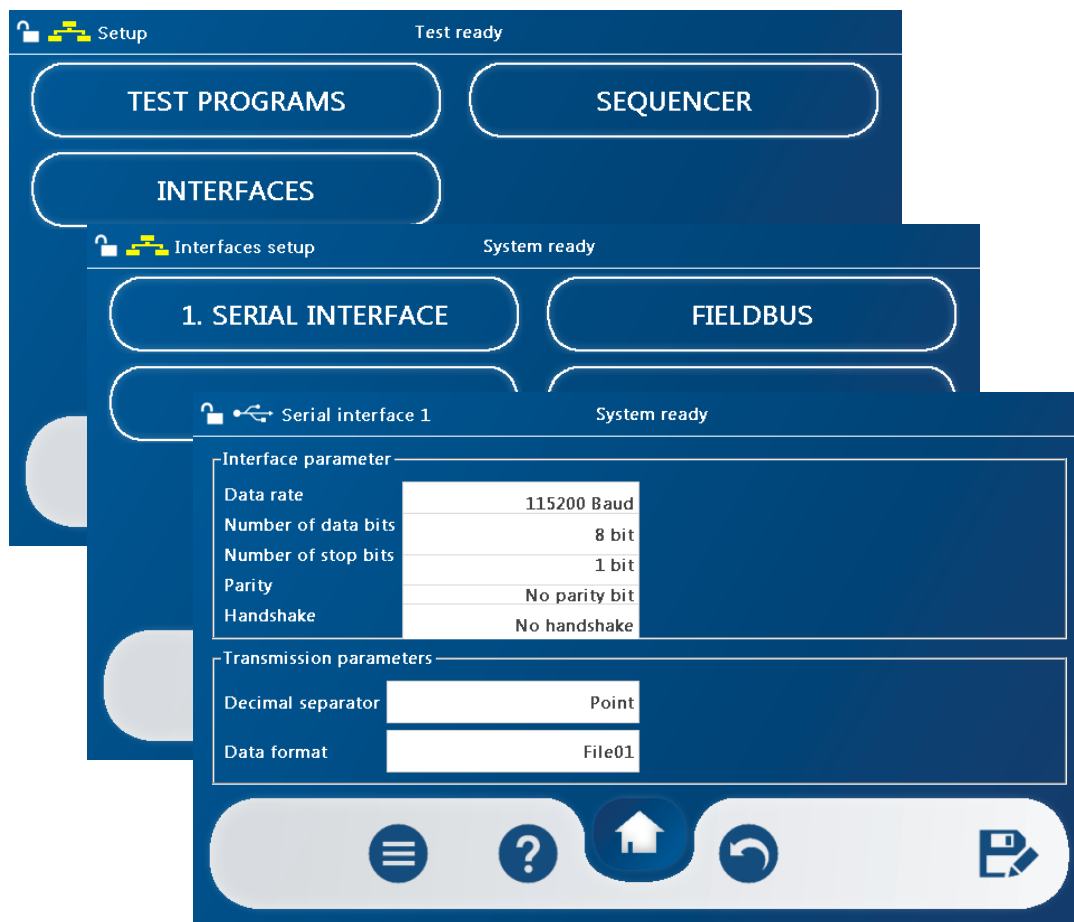 Setup Test ready
TEST PROGRAMS SEQUENCER
INTERFACES
Interfaces setup System ready
1. SERIAL INTERFACE FIELDBUS
Serial interface 1 System ready
Interface parameter
Data rate 115200 Baud
Number of data bits 8 bit
Number of stop bits 1 bit
Parity No parity bit
Handshake No handshake
Transmission parameters
Decimal separator Point
Data format File01
?